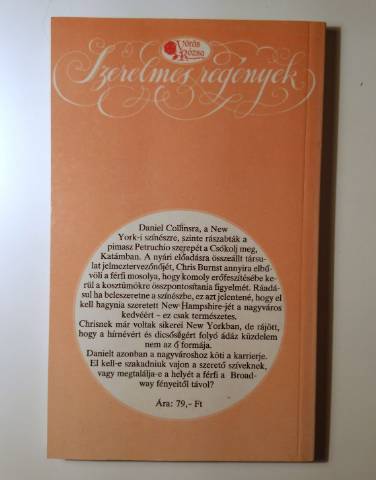 Vörös
Rózsa
Szerelmes regények
Daniel Collinsra, a New
York-i színészre, szinte rászabták a
pimasz Petruchio szerepét a Csókolj meg,
Katámban. A nyári előadásra összeállt társu-
lat jelmeztervezőnőjét, Chris Burnst annyira elbű-
völi a férfi mosolya, hogy komoly erőfeszítésébe ke-
rül a kosztümökre összpontosítania figyelmét. Ráadá-
sul ha beleszeretne a színészbe, ez azt jelentené, hogy el
kell hagynia szeretett New Hampshire-jét a nagyváros
kedvéért – ez csak természetes.
Chrisnek már voltak sikerei New Yorkban, de rájött,
hogy a hírnévért és dicsőségért folyó ádáz küzdelem
nem az ő formája.
Danielt azonban a nagyvároshoz köti a karrierje.
El kell-e szakadniuk vajon a szerető szíveknek,
vagy megtalálja-e a helyét a férfi a Broad-
way fényeitől távol?
Ára: 79,- Ft